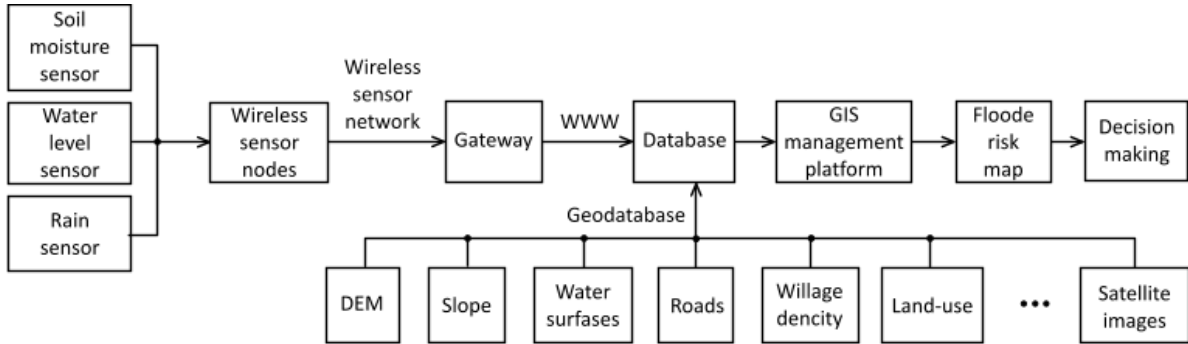 Soil
moisture
sensor
Water
level
sensor
Rain
sensor
Wireless
sensor
nodes
Wireless
sensor
network
Gateway
WWW
Database
GIS
management
platform
Floode
risk
map
Decision
making
Geodatabase
DEM
Slope
Water
surfases
Roads
Willage
dencity
Land-use
•••
Satellite
images